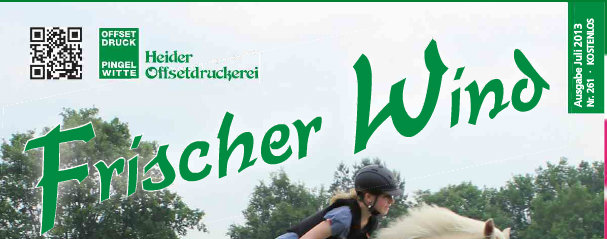 OFFSET
DRUCK
PINGEL
WITTE
Heider
Offsetdruckerei
Frischer Wind
Ausgabe Juli 2013
Nr. 261 · KOSTENLOS